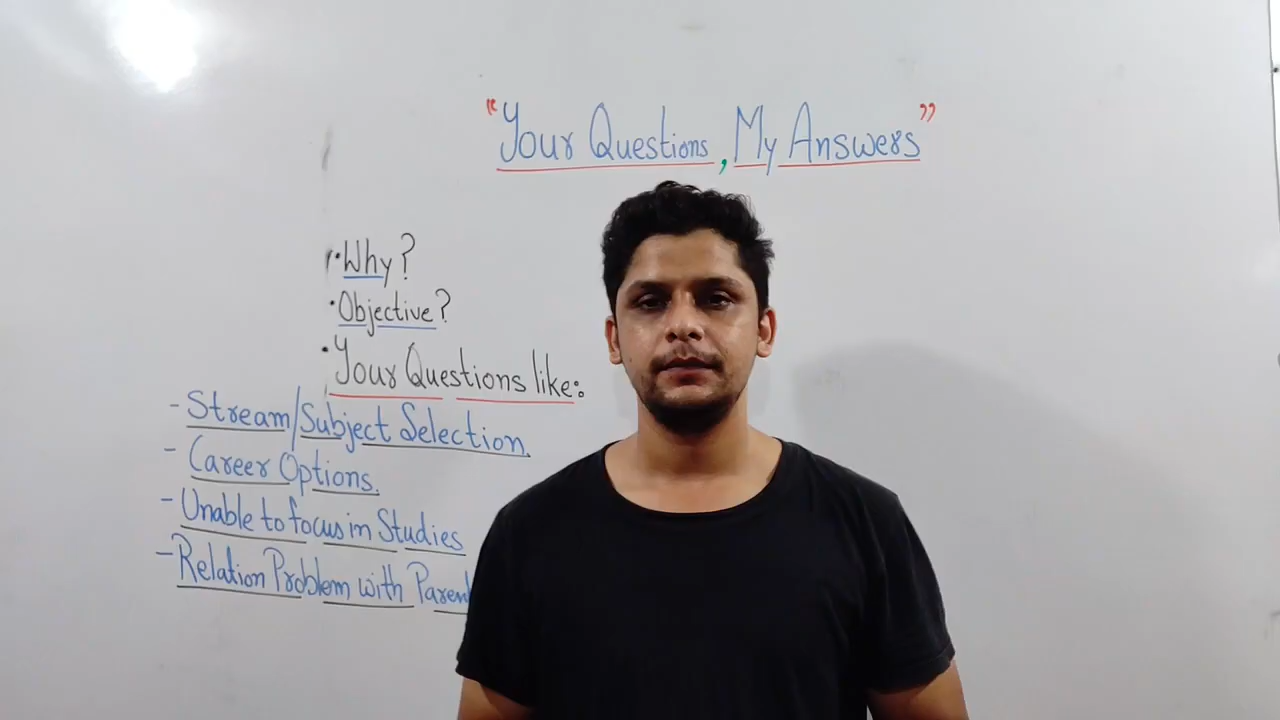 "Your Questions, My Answers"
• Why?
• Objective?
• Your Questions like:
- Stream/Subject Selection.
- Career Options.
- Unable to focus in Studies
- Relation Problem with Paren